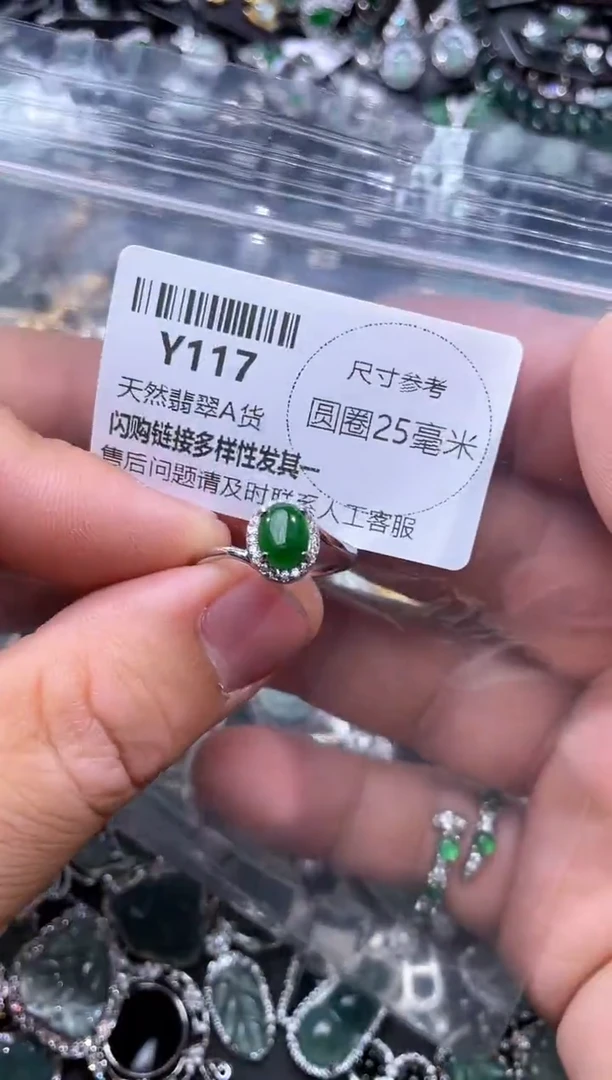 Y117
天然翡翠A货
闪购链接多样性发其一
售后问题请及时联系人工客服
尺寸参考
圆圈25毫米